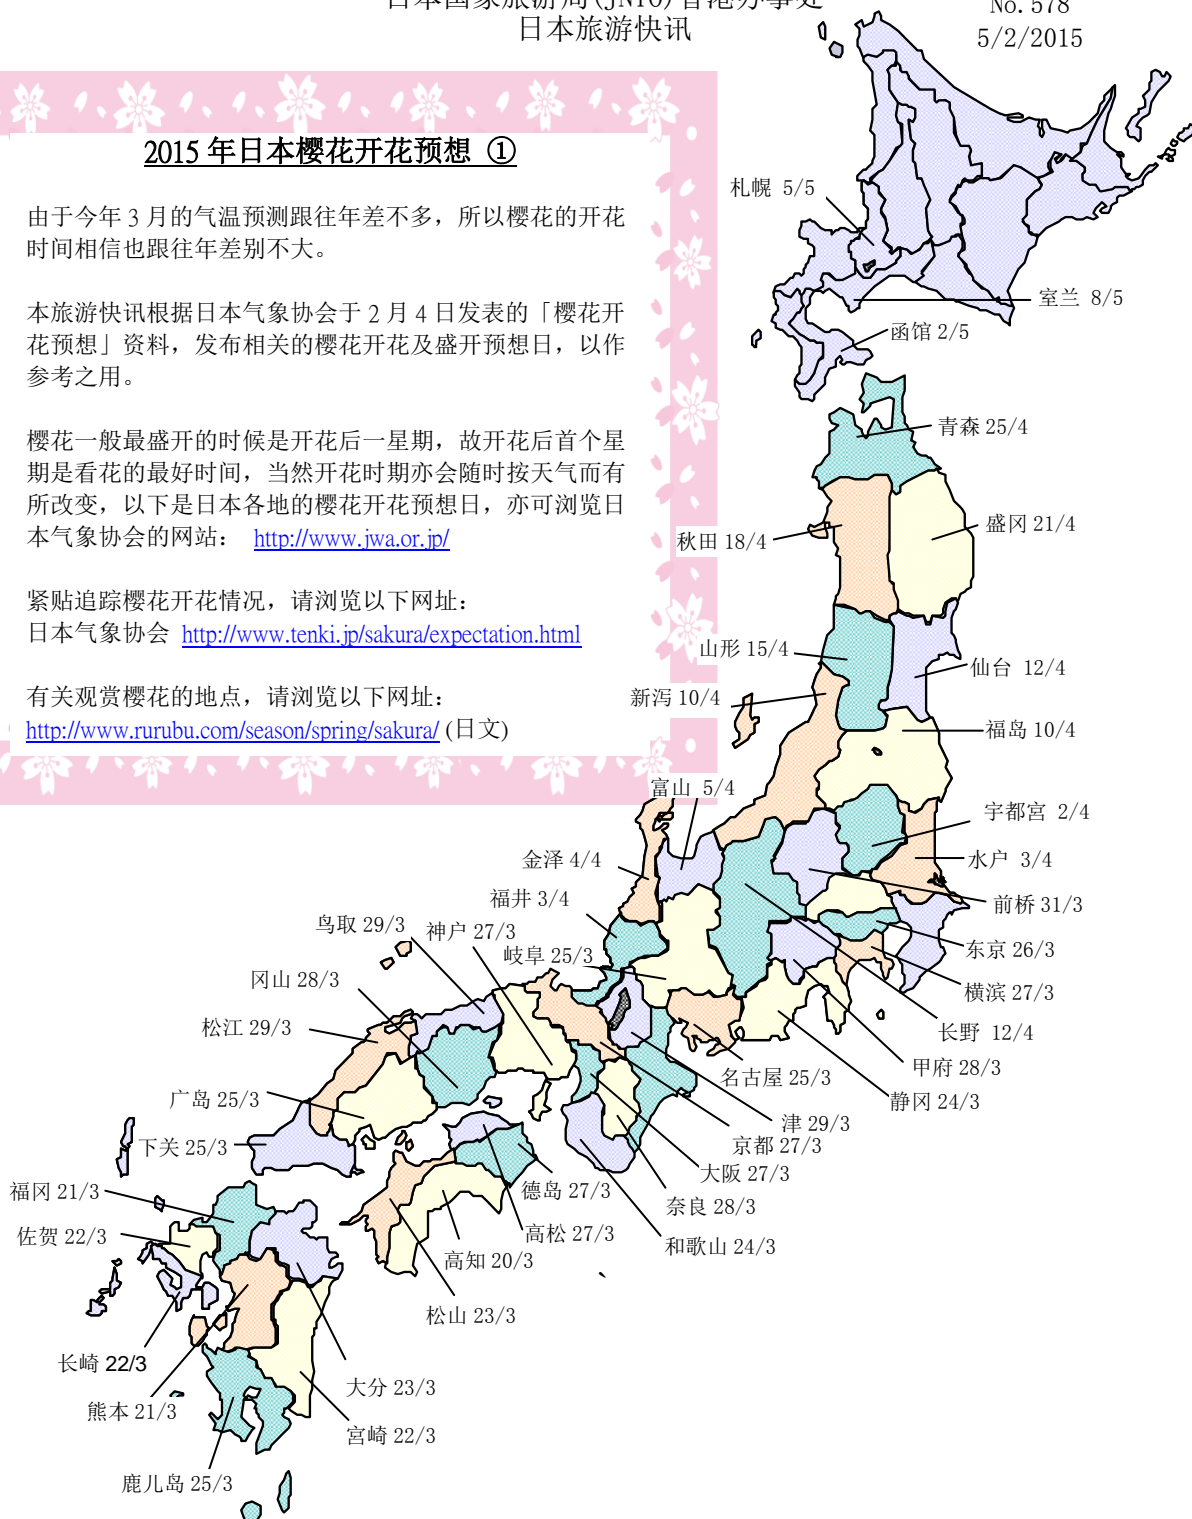 日本国家旅游局(JNTO)香港办事处
日本旅游快讯
No.578
5/2/2015
2015 年日本樱花开花预想 ①
由于今年 3 月的气温预测跟往年差不多，所以樱花的开花
时间相信也跟往年差别不大。
本旅游快讯根据日本气象协会于 2 月 4 日发表的「樱花开
花预想」资料，发布相关的樱花开花及盛开预想日，以作
参考之用。
樱花一般最盛开的时候是开花后一星期，故开花后首个星
期是看花的最好时间，当然开花时期亦会随时按天气而有
所改变，以下是日本各地的樱花开花预想日，亦可浏览日
本气象协会的网站： http://www.jwa.or.jp/
紧贴追踪樱花开花情况，请浏览以下网址：
日本气象协会 http://www.tenki.jp/sakura/expectation.html
有关观赏樱花的地点，请浏览以下网址：
http://www.rurubu.com/season/spring/sakura/ (日文)
札幌 5/5
室兰 8/5
函馆 2/5
青森 25/4
盛冈 21/4
秋田 18/4
山形 15/4
仙台 12/4
新泻 10/4
福岛 10/4
富山 5/4
宇都宫 2/4
金泽 4/4
水户 3/4
福井 3/4
前桥 31/3
鸟取 29/3
神户 27/3
岐阜 25/3
东京 26/3
冈山 28/3
横滨 27/3
松江 29/3
长野 12/4
名古屋 25/3
甲府 28/3
广岛 25/3
静冈 24/3
下关 25/3
津 29/3
京都 27/3
大阪 27/3
福冈 21/3
德岛 27/3
奈良 28/3
佐贺 22/3
高松 27/3
和歌山 24/3
高知 20/3
松山 23/3
长崎 22/3
大分 23/3
熊本 21/3
宫崎 22/3
鹿儿岛 25/3